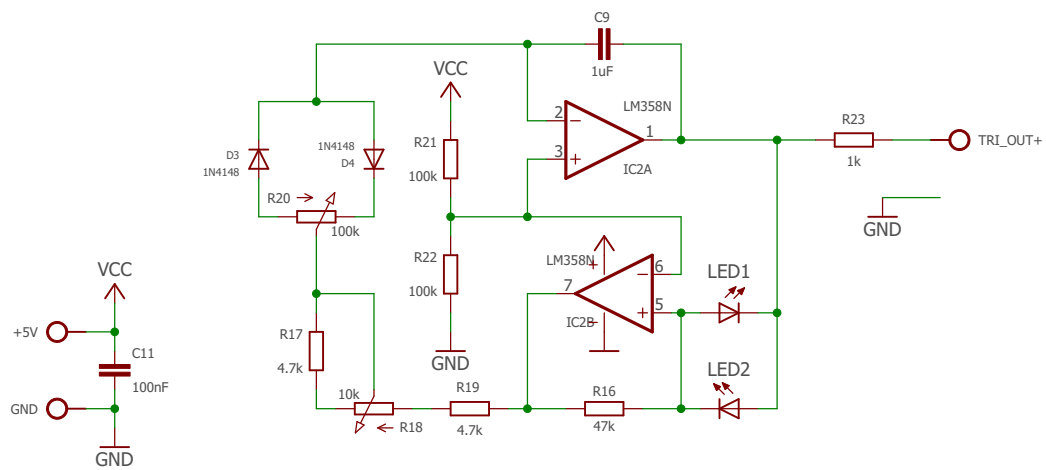 C9
1uF
VCC
LM358N
2
−
1
3
+
IC2A
R23
1k
TRI_OUT+
GND
D3
1N4148
1N4148
D4
R21
100k
R20
100k
R22
100k
GND
VCC
+5V
C11
100nF
GND
GND
LM358N
+
−
7
6
−
5
+
IC2B
LED1
LED2
R17
4.7k
10k
R18
R19
4.7k
R16
47k